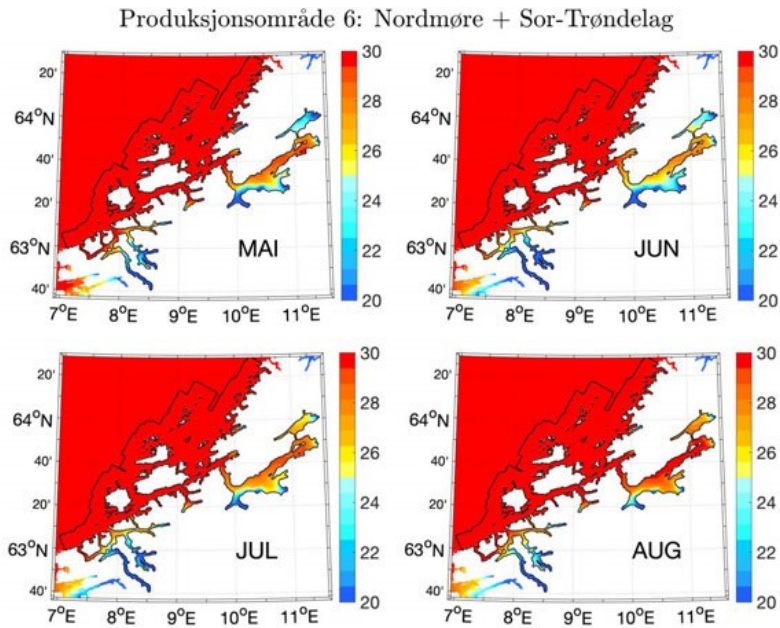 Produksjonsområde 6: Nordmøre + Sor-Trøndelag
20'
64°N
40'
20'
63°N
40'
7°E 8°E 9°E 10°E 11°E
MAI
30
28
26
24
22
20
20'
64°N
40'
20'
63°N
40'
7°E 8°E 9°E 10°E 11°E
JUN
30
28
26
24
22
20
20'
64°N
40'
20'
63°N
40'
7°E 8°E 9°E 10°E 11°E
JUL
30
28
26
24
22
20
20'
64°N
40'
20'
63°N
40'
7°E 8°E 9°E 10°E 11°E
AUG
30
28
26
24
22
20